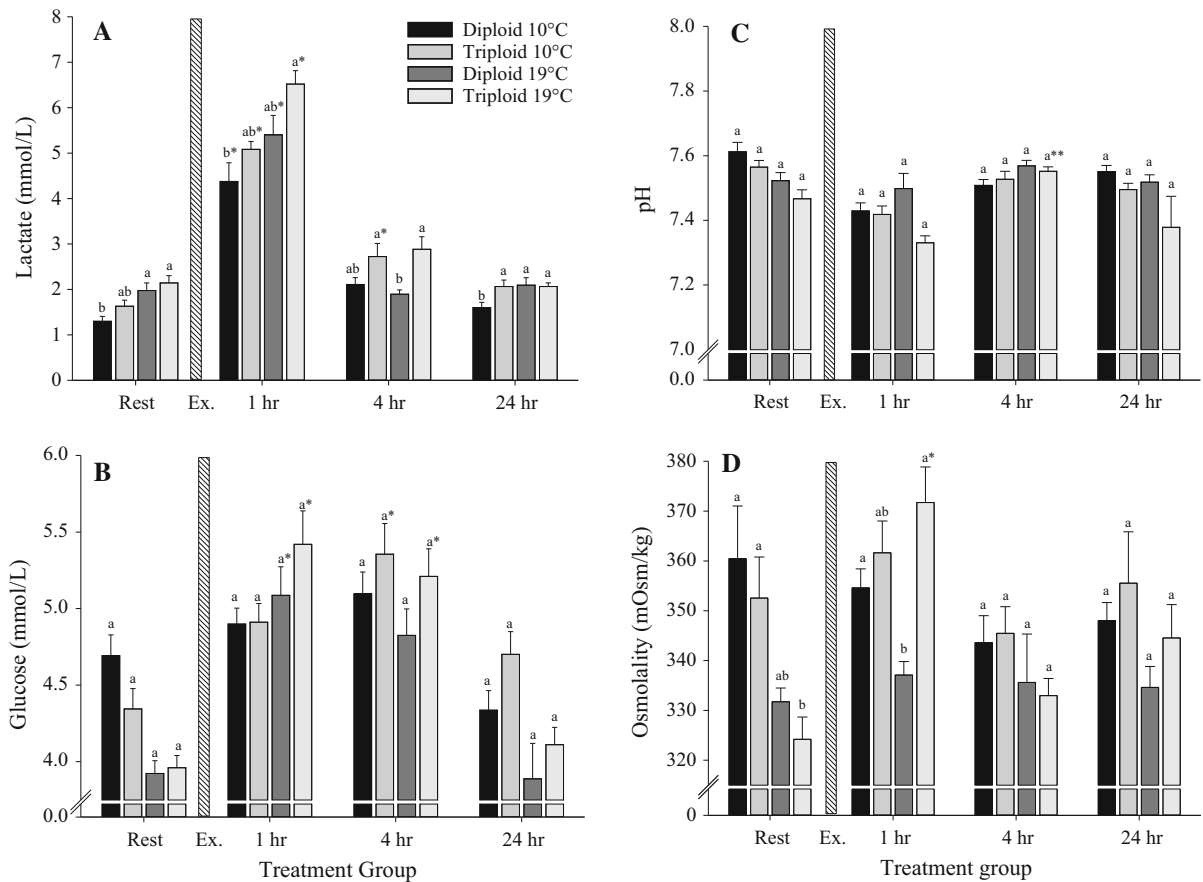 A
Lactate (mmol/L)
8
7
6
5
4
3
2
1
0
Diploid 10°C
Triploid 10°C
Diploid 19°C
Triploid 19°C
b ab a a
b* ab* ab* a*
ab a* b a
b a a a
Rest Ex. 1 hr 4 hr 24 hr
C
pH
8.0
7.8
7.6
7.4
7.2
7.0
0.0
a a a a
a a a a
a a a a**
a a a a
Rest Ex. 1 hr 4 hr 24 hr
B
Glucose (mmol/L)
6.0
5.5
5.0
4.5
4.0
0.0
a a a a
a a a* a*
a a* a a*
a a a a
Rest Ex. 1 hr 4 hr 24 hr
Treatment Group
D
Osmolality (mOsm/kg)
380
370
360
350
340
330
320
0
a a ab b
a ab b a*
a a a a
a a a a
Rest Ex. 1 hr 4 hr 24 hr
Treatment group